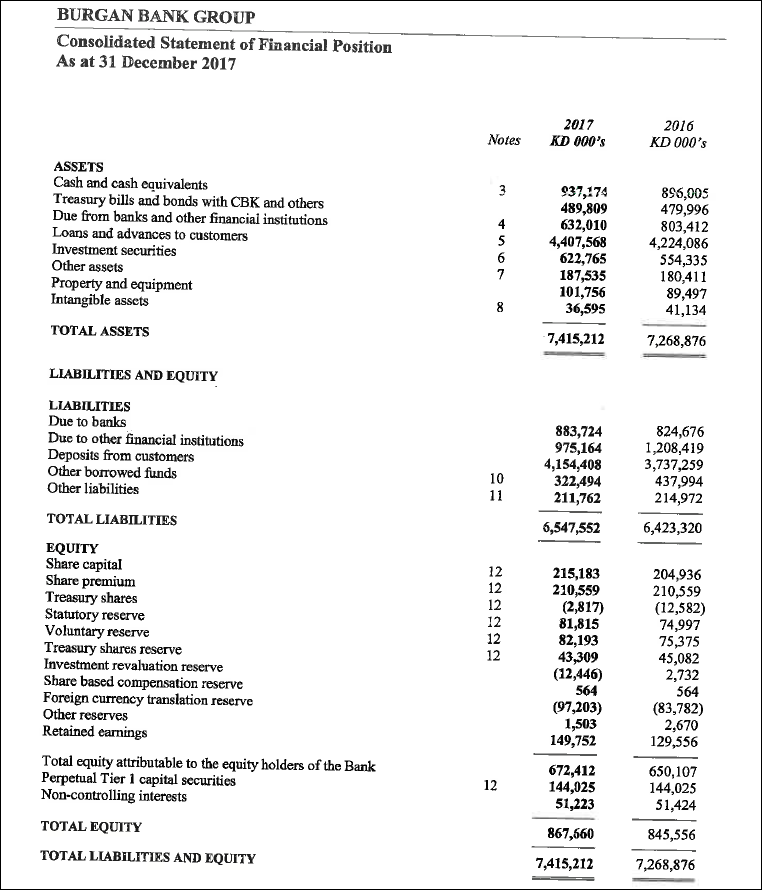 BURGAN BANK GROUP
Consolidated Statement of Financial Position
As at 31 December 2017
2017 2016
Notes KD 000's KD 000's
ASSETS
Cash and cash equivalents 3 937,174 896,005
Treasury bills and bonds with CBK and others 489,809 479,996
Due from banks and other financial institutions 4 632,010 803,412
Loans and advances to customers 5 4,407,568 4,224,086
Investment securities 6 622,765 554,335
Other assets 7 187,535 180,411
Property and equipment 101,756 89,497
Intangible assets 8 36,595 41,134
TOTAL ASSETS 7,415,212 7,268,876
LIABILITIES AND EQUITY
LIABILITIES
Due to banks 883,724 824,676
Due to other financial institutions 975,164 1,208,419
Deposits from customers 4,154,408 3,737,259
Other borrowed funds 10 322,494 437,994
Other liabilities 11 211,762 214,972
TOTAL LIABILITIES 6,547,552 6,423,320
EQUITY
Share capital 12 215,183 204,936
Share premium 12 210,559 210,559
Treasury shares 12 (2,817) (12,582)
Statutory reserve 12 81,815 74,997
Voluntary reserve 12 82,193 75,375
Treasury shares reserve 12 43,309 45,082
Investment revaluation reserve (12,446) 2,732
Share based compensation reserve 564 564
Foreign currency translation reserve (97,203) (83,782)
Other reserves 1,503 2,670
Retained earnings 149,752 129,556
Total equity attributable to the equity holders of the Bank 672,412 650,107
Perpetual Tier 1 capital securities 12 144,025 144,025
Non-controlling interests 51,223 51,424
TOTAL EQUITY 867,660 845,556
TOTAL LIABILITIES AND EQUITY 7,415,212 7,268,876